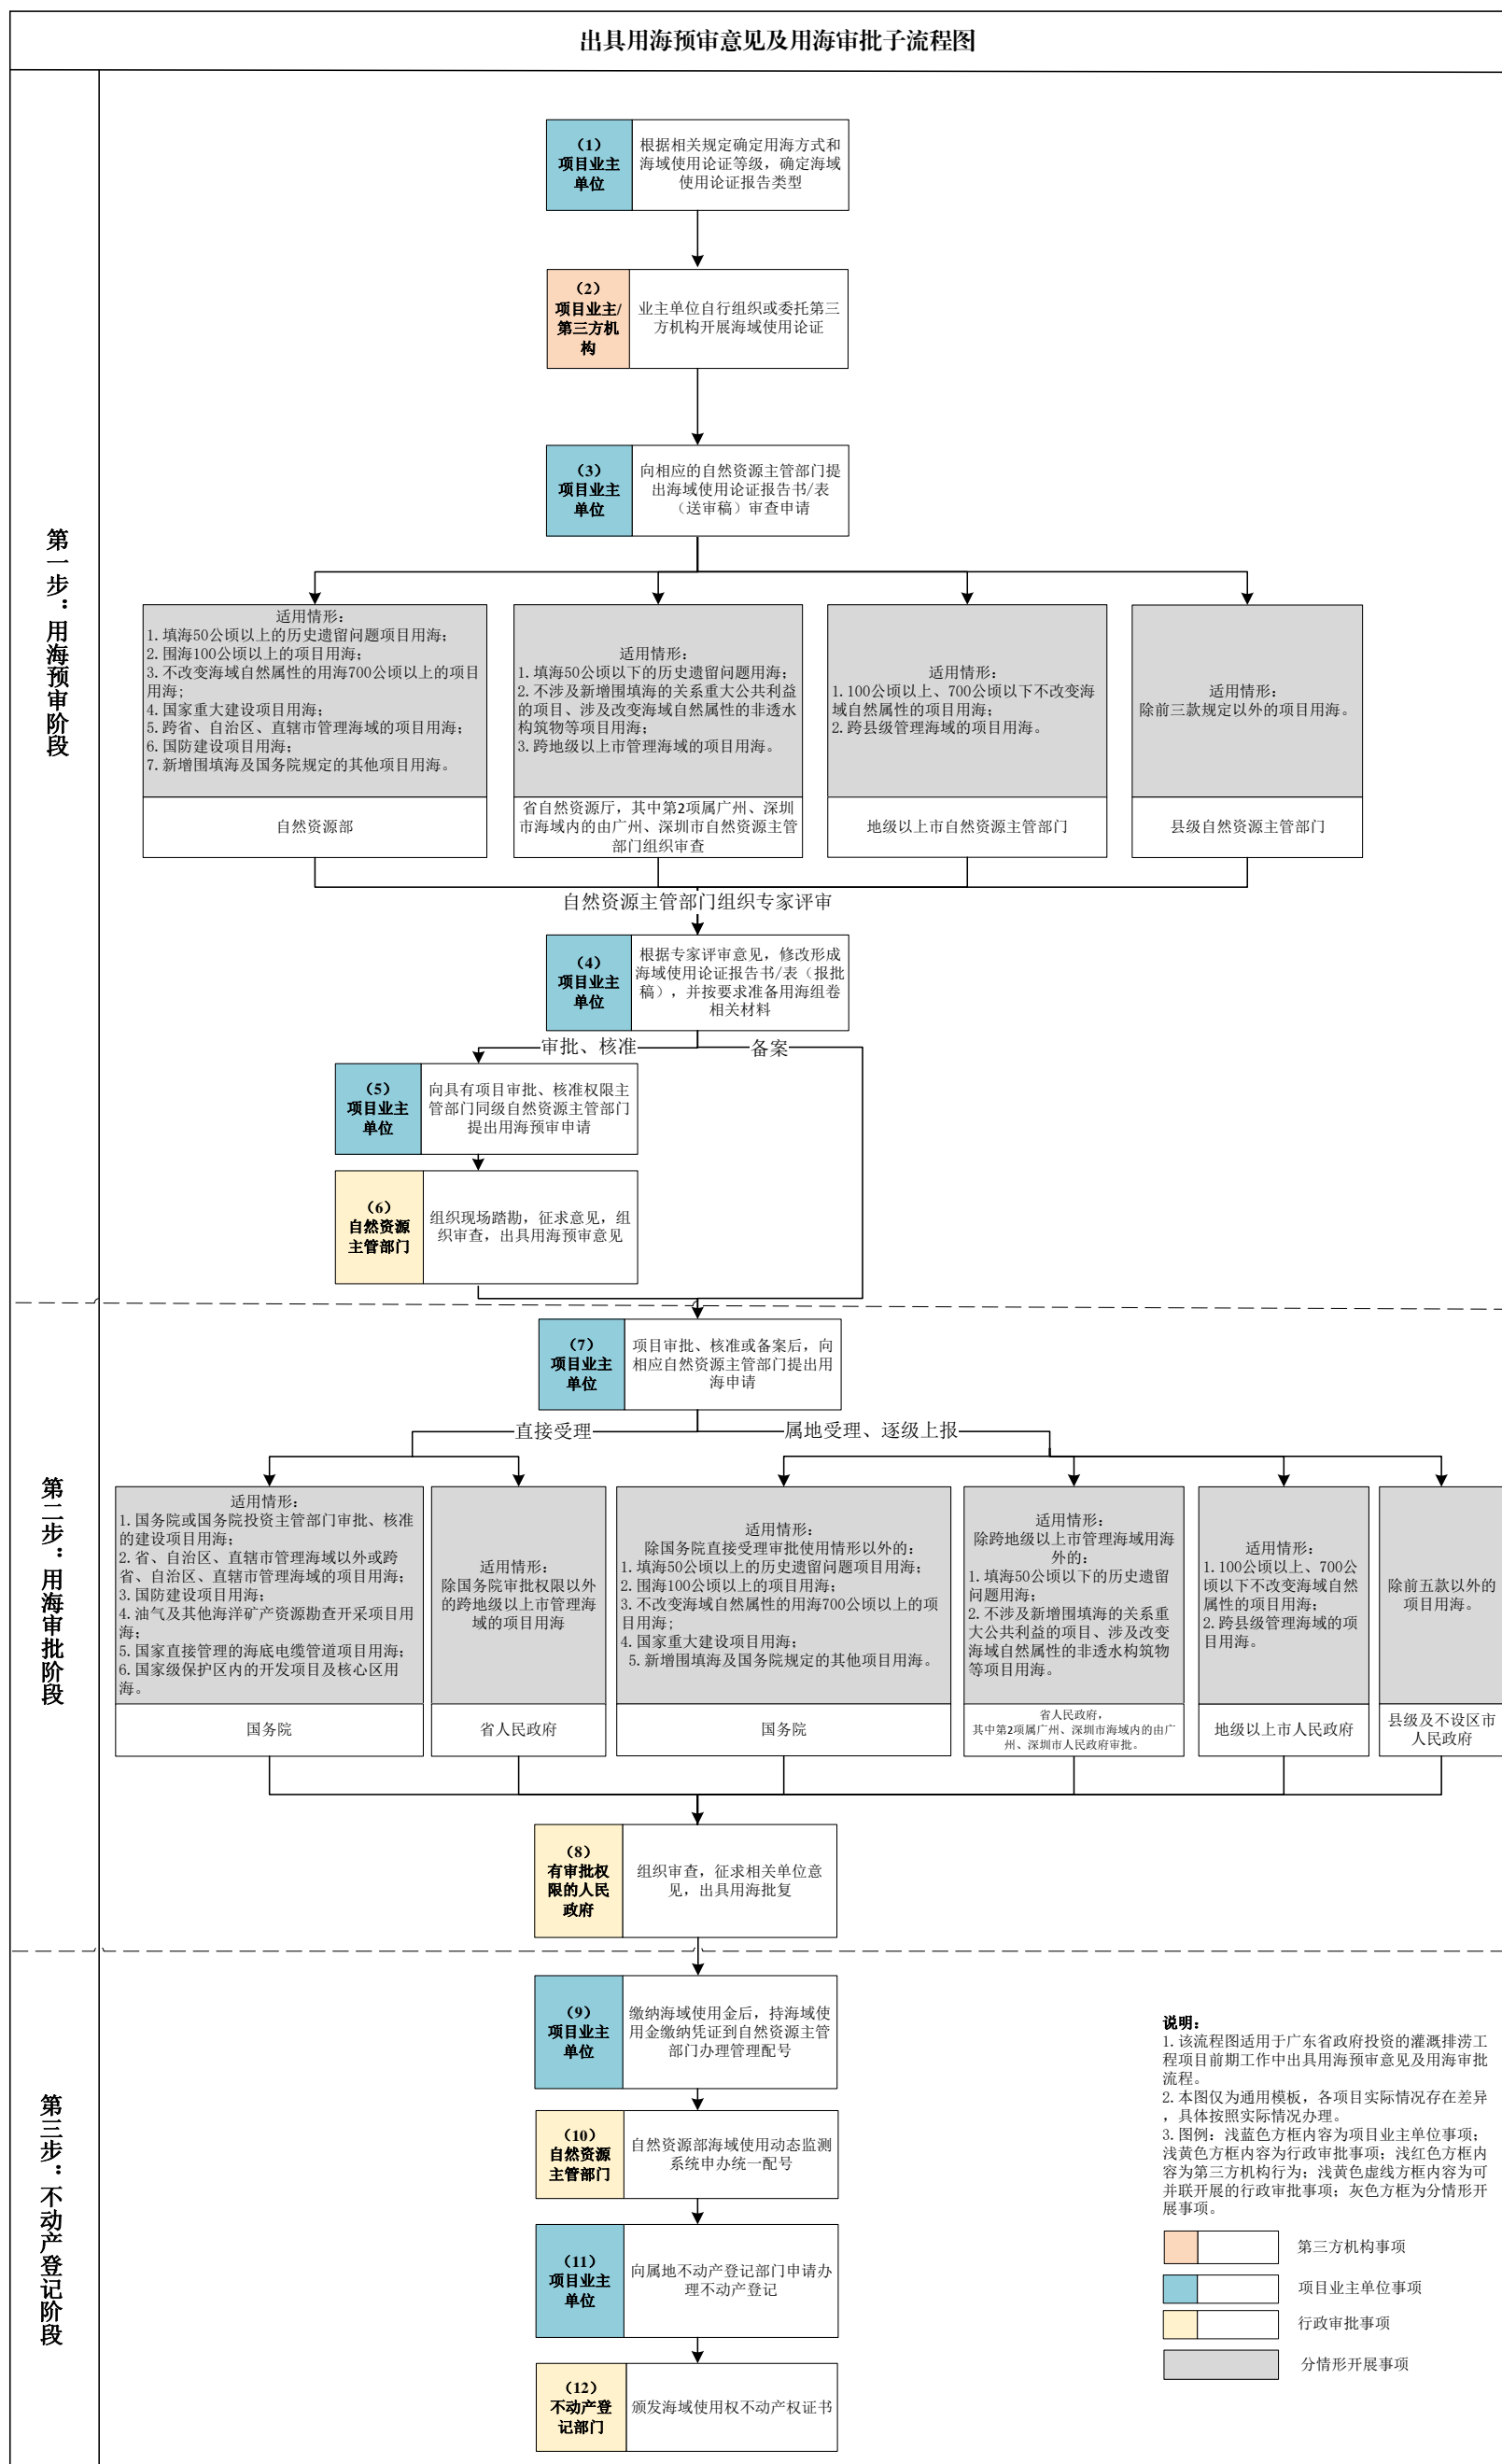 出具用海预审意见及用海审批子流程图
第一步：用海预审阶段
（1）
项目业主
单位
根据相关规定确定用海方式和
海域使用论证等级，确定海域
使用论证报告类型
（2）
项目业主/
第三方机
构
业主单位自行组织或委托第三
方机构开展海域使用论证
（3）
项目业主
单位
向相应的自然资源主管部门提
出海域使用论证报告书/表
（送审稿）审查申请
适用情形：
1.填海50公顷以上的历史遗留问题项目用海；
2.围海100公顷以上的项目用海；
3.不改变海域自然属性的用海700公顷以上的项目
用海；
4.国家重大建设项目用海；
5.跨省、自治区、直辖市管理海域的项目用海；
6.国防建设项目用海；
7.新增围填海及国务院规定的其他项目用海。
自然资源部
适用情形：
1.填海50公顷以下的历史遗留问题用海；
2.不涉及新增围填海的关系重大公共利益
的项目、涉及改变海域自然属性的非透水
构筑物等项目用海；
3.跨地级以上市管理海域的项目用海。
省自然资源厅，其中第2项属广州、深圳
市海域内的由广州、深圳市自然资源主管
部门组织审查
适用情形：
1.100公顷以上、700公顷以下不改变海
域自然属性的项目用海；
2.跨县级管理海域的项目用海。
地级以上市自然资源主管部门
适用情形：
除前三款规定以外的项目用海。
县级自然资源主管部门
自然资源主管部门组织专家评审
（4）
项目业主
单位
根据专家评审意见，修改形成
海域使用论证报告书/表（报批
稿），并按要求准备用海组卷
相关材料
审批、核准
备案
（5）
项目业主
单位
向具有项目审批、核准权限主
管部门同级自然资源主管部门
提出用海预审申请
（6）
自然资源
主管部门
组织现场踏勘，征求意见，组
织审查，出具用海预审意见
第二步：用海审批阶段
（7）
项目业主
单位
项目审批、核准或备案后，向
相应自然资源主管部门提出用
海申请
直接受理
属地受理、逐级上报
适用情形：
1.国务院或国务院投资主管部门审批、核准
的建设项目用海；
2.省、自治区、直辖市管理海域以外或跨
省、自治区、直辖市管理海域的项目用海；
3.国防建设项目用海；
4.油气及其他海洋矿产资源勘查开采项目用
海；
5.国家直接管理的海底电缆管道项目用海；
6.国家级保护区内的开发项目及核心区用
海。
国务院
适用情形：
除国务院审批权限以外
的跨地级以上市管理海
域的项目用海
省人民政府
适用情形：
除国务院直接受理审批使用情形以外的：
1.填海50公顷以上的历史遗留问题项目用海；
2.围海100公顷以上的项目用海；
3.不改变海域自然属性的用海700公顷以上的项
目用海；
4.国家重大建设项目用海；
5.新增围填海及国务院规定的其他项目用海。
国务院
适用情形：
除跨地级以上市管理海域用海
外的：
1.填海50公顷以下的历史遗留
问题用海；
2.不涉及新增围填海的关系重
大公共利益的项目、涉及改变
海域自然属性的非透水构筑物
等项目用海。
省人民政府，
其中第2项属广州、深圳市海域内的由广
州、深圳市人民政府审批。
适用情形：
1.100公顷以上、700公
顷以下不改变海域自然
属性的项目用海；
2.跨县级管理海域的项
目用海。
地级以上市人民政府
除前五款以外的
项目用海。
县级及不设区市
人民政府
（8）
有审批权
限的人民
政府
组织审查，征求相关单位意
见，出具用海批复
第三步：不动产登记阶段
（9）
项目业主
单位
缴纳海域使用金后，持海域使
用金缴纳凭证到自然资源主管
部门办理管理配号
（10）
自然资源
主管部门
自然资源部海域使用动态监测
系统申办统一配号
（11）
项目业主
单位
向属地不动产登记部门申请办
理不动产登记
（12）
不动产登
记部门
颁发海域使用权不动产权证书
说明：
1.该流程图适用于广东省政府投资的灌溉排涝工
程项目前期工作中出具用海预审意见及用海审批
流程。
2.本图仅为通用模板，各项目实际情况存在差异
，具体按照实际情况办理。
3.图例：浅蓝色方框内容为项目业主单位事项；
浅黄色方框内容为行政审批事项；浅红色方框内
容为第三方机构行为；浅黄色虚线方框内容为可
并联开展的行政审批事项；灰色方框为分情形开
展事项。
第三方机构事项
项目业主单位事项
行政审批事项
分情形开展事项